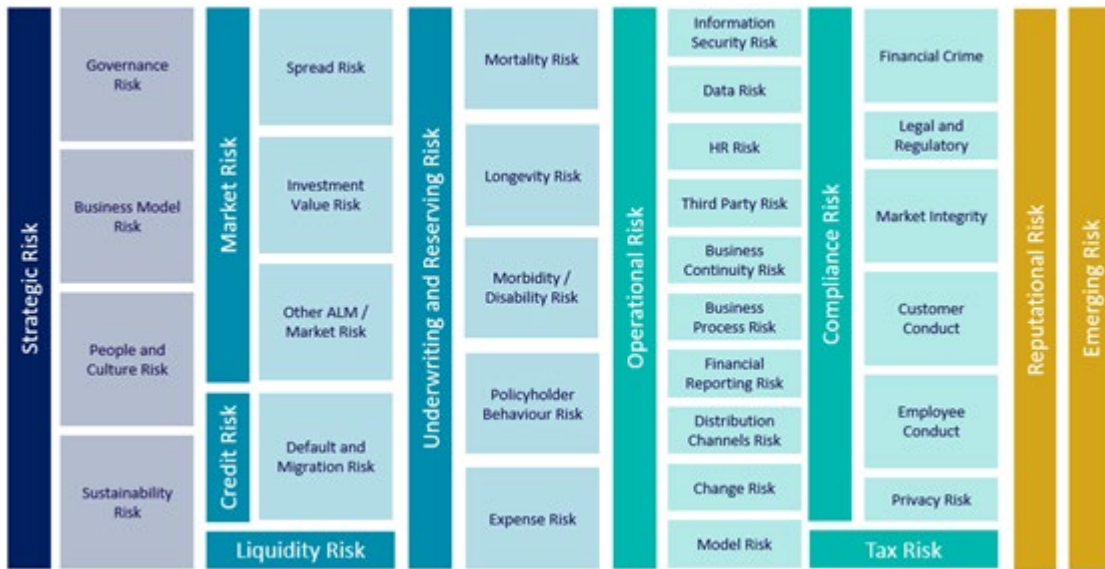 Strategic Risk
Governance
Risk
Business Model
Risk
People and
Culture Risk
Sustainability
Risk
Market Risk
Spread Risk
Investment
Value Risk
Other ALM /
Market Risk
Credit Risk
Default and
Migration Risk
Liquidity Risk
Underwriting and Reserving Risk
Mortality Risk
Longevity Risk
Morbidity /
Disability Risk
Policyholder
Behaviour Risk
Expense Risk
Operational Risk
Information
Security Risk
Data Risk
HR Risk
Third Party Risk
Business
Continuity Risk
Business
Process Risk
Financial
Reporting Risk
Distribution
Channels Risk
Change Risk
Model Risk
Compliance Risk
Financial Crime
Legal and
Regulatory
Market Integrity
Customer
Conduct
Employee
Conduct
Privacy Risk
Tax Risk
Reputational Risk
Emerging Risk